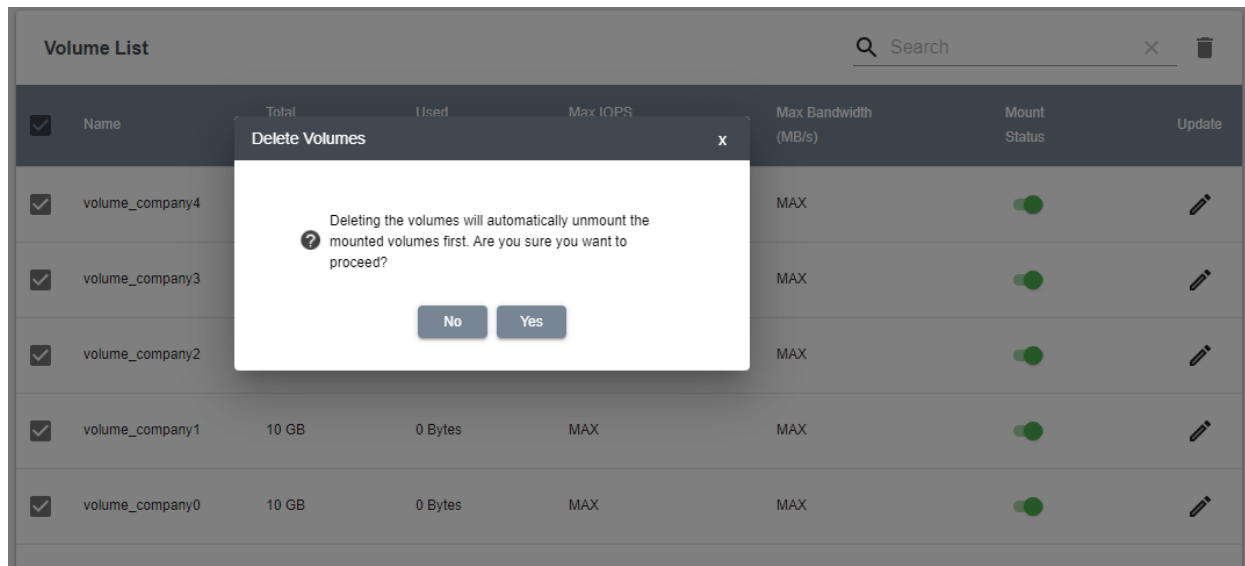 Volume List
Search
Name Total Used Max IOPS Max Bandwidth Mount Update
(MB/s) Status
Delete Volumes x
volume_company4 MAX
Deleting the volumes will automatically unmount the
mounted volumes first. Are you sure you want to
proceed?
volume_company3 MAX
No Yes
volume_company2 MAX
volume_company1 10 GB 0 Bytes MAX MAX
volume_company0 10 GB 0 Bytes MAX MAX